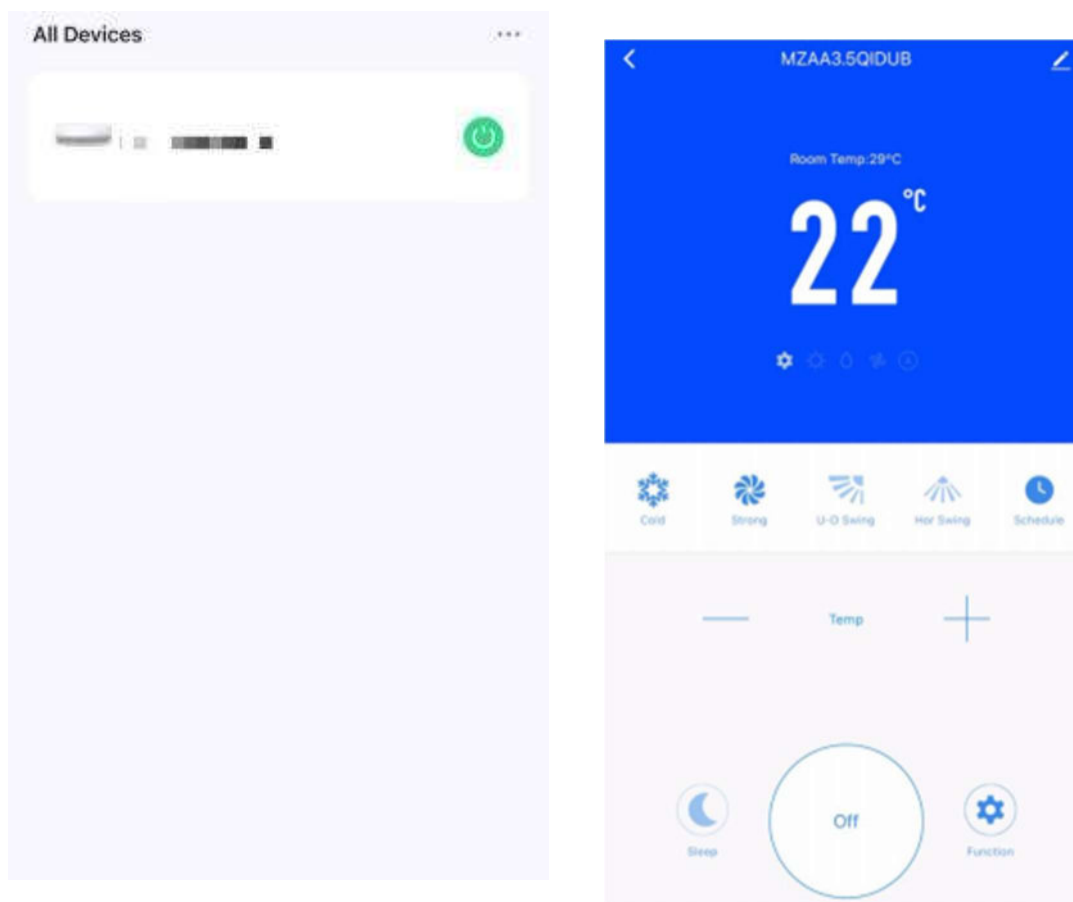 All Devices
MZAA3.5QIDUB
Room Temp:29°C
22°C
Cold
Strong
U-D Swing
Hor Swing
Schedule
Temp
Off
Sleep
Function